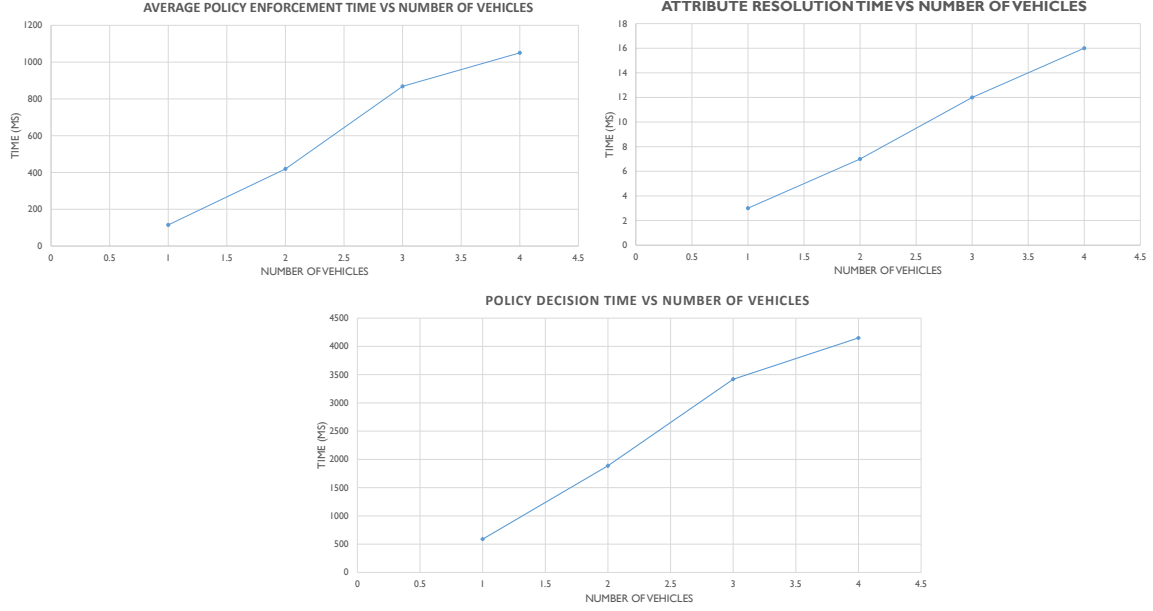 AVERAGE POLICY ENFORCEMENT TIME VS NUMBER OF VEHICLES
1200
1000
800
600
400
200
0
TIME (MS)
0 0.5 1 1.5 2 2.5 3 3.5 4 4.5
NUMBER OF VEHICLES
ATTRIBUTE RESOLUTION TIME VS NUMBER OF VEHICLES
18
16
14
12
10
8
6
4
2
0
TIME (MS)
0 0.5 1 1.5 2 2.5 3 3.5 4 4.5
NUMBER OF VEHICLES
POLICY DECISION TIME VS NUMBER OF VEHICLES
4500
4000
3500
3000
2500
2000
1500
1000
500
0
TIME (MS)
0 0.5 1 1.5 2 2.5 3 3.5 4 4.5
NUMBER OF VEHICLES